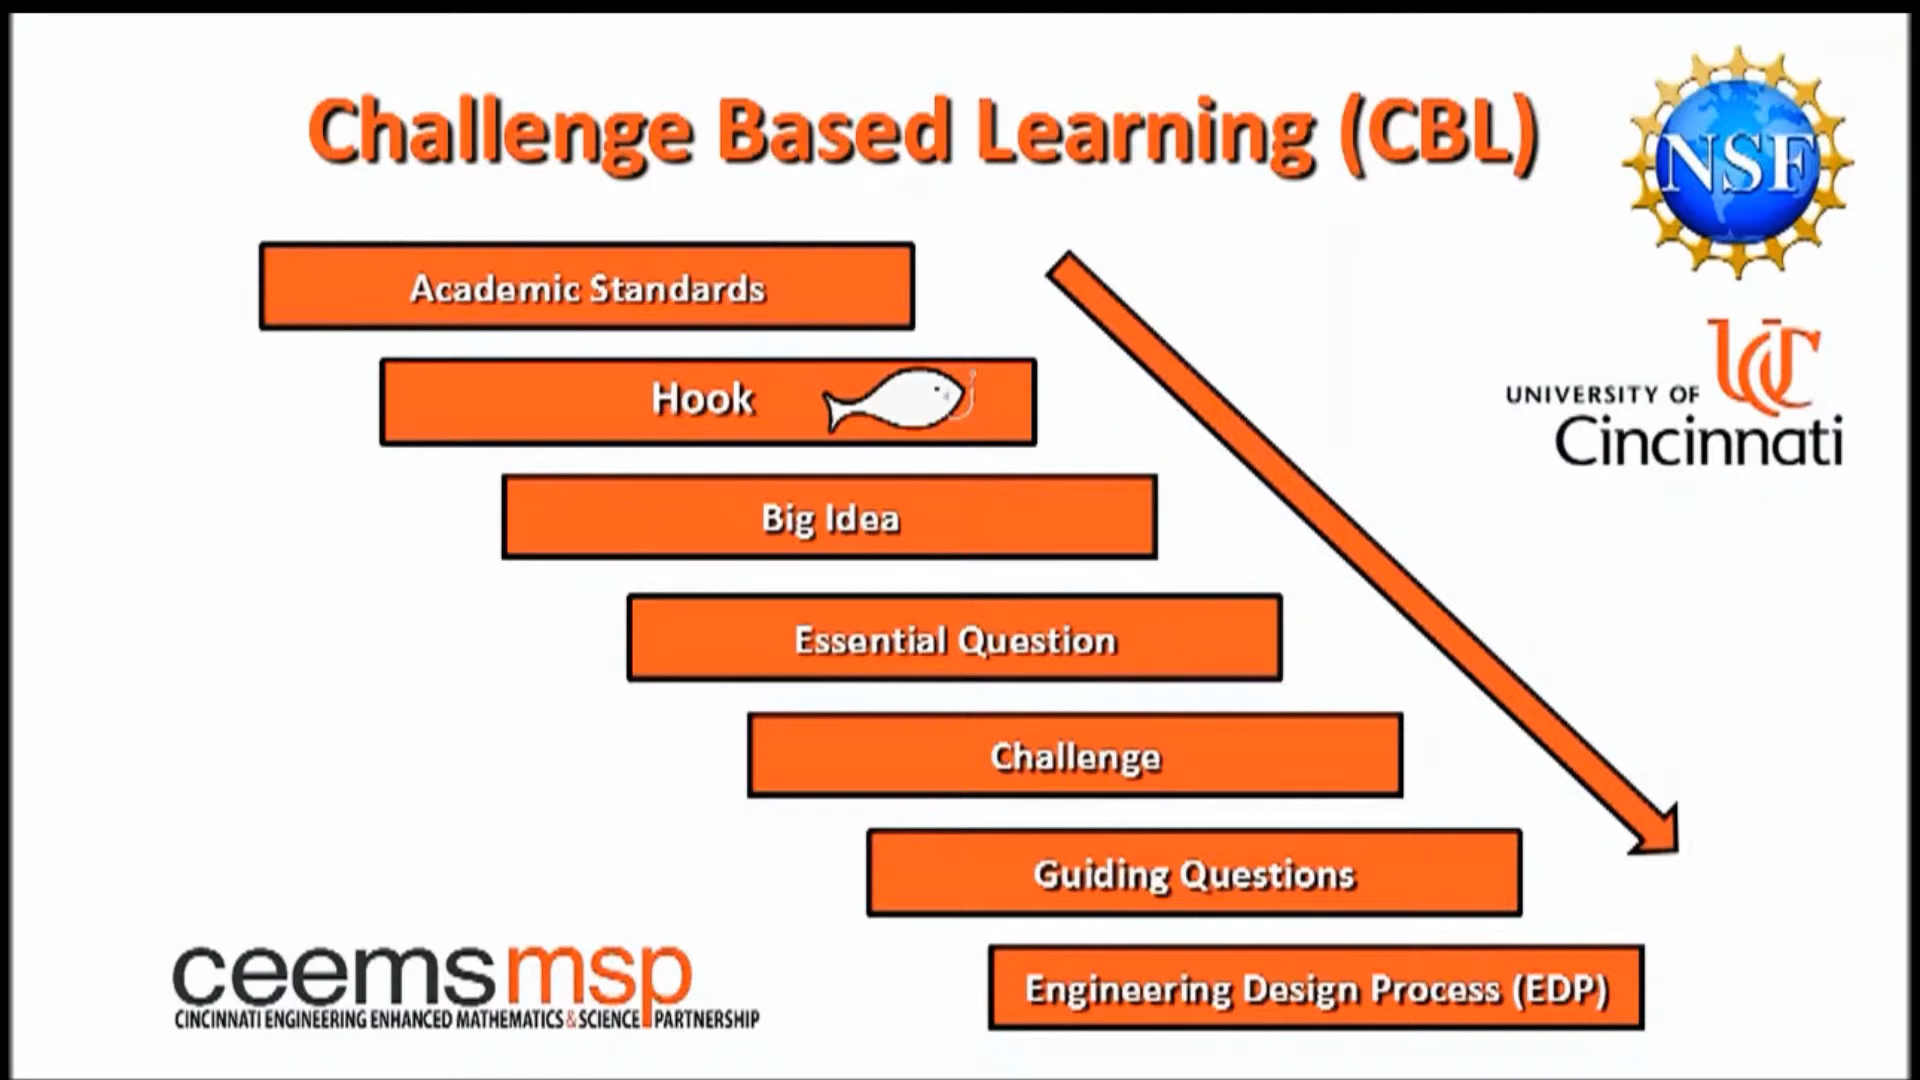 Challenge Based Learning (CBL)
NSF
Academic Standards
UC
UNIVERSITY OF
Cincinnati
Hook
Big Idea
Essential Question
Challenge
Guiding Questions
Engineering Design Process (EDP)
ceemsmsp
CINCINNATI ENGINEERING ENHANCED MATHEMATICS & SCIENCE PARTNERSHIP